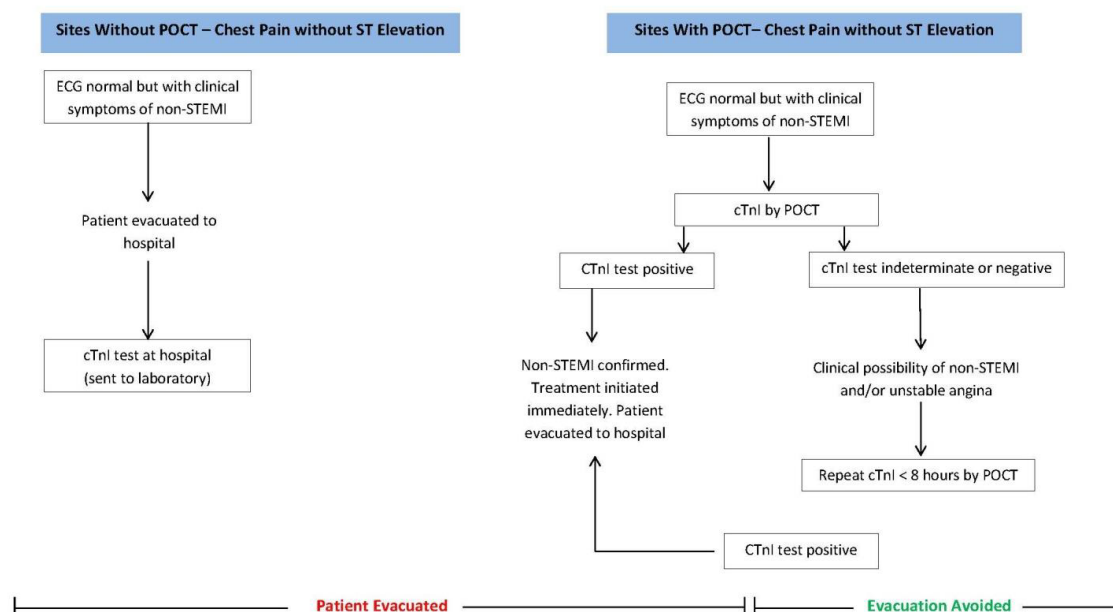 Sites Without POCT – Chest Pain without ST Elevation
ECG normal but with clinical
symptoms of non-STEMI
Patient evacuated to
hospital
cTnI test at hospital
(sent to laboratory)
Sites With POCT– Chest Pain without ST Elevation
ECG normal but with clinical
symptoms of non-STEMI
cTnI by POCT
CTnI test positive
cTnI test indeterminate or negative
Non-STEMI confirmed.
Treatment initiated
immediately. Patient
evacuated to hospital
Clinical possibility of non-STEMI
and/or unstable angina
Repeat cTnI < 8 hours by POCT
CTnI test positive
Patient Evacuated
Evacuation Avoided